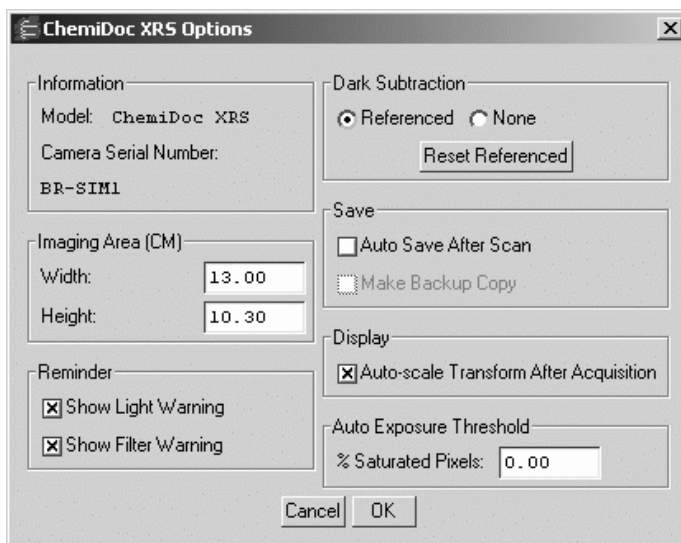 ChemiDoc XRS Options
Information
Model: ChemiDoc XRS
Camera Serial Number:
BR-SIM1
Imaging Area (CM)
Width: 13.00
Height: 10.30
Reminder
Show Light Warning
Show Filter Warning
Dark Subtraction
Referenced None
Reset Referenced
Save
Auto Save After Scan
Make Backup Copy
Display
Auto-scale Transform After Acquisition
Auto Exposure Threshold
% Saturated Pixels: 0.00
Cancel OK